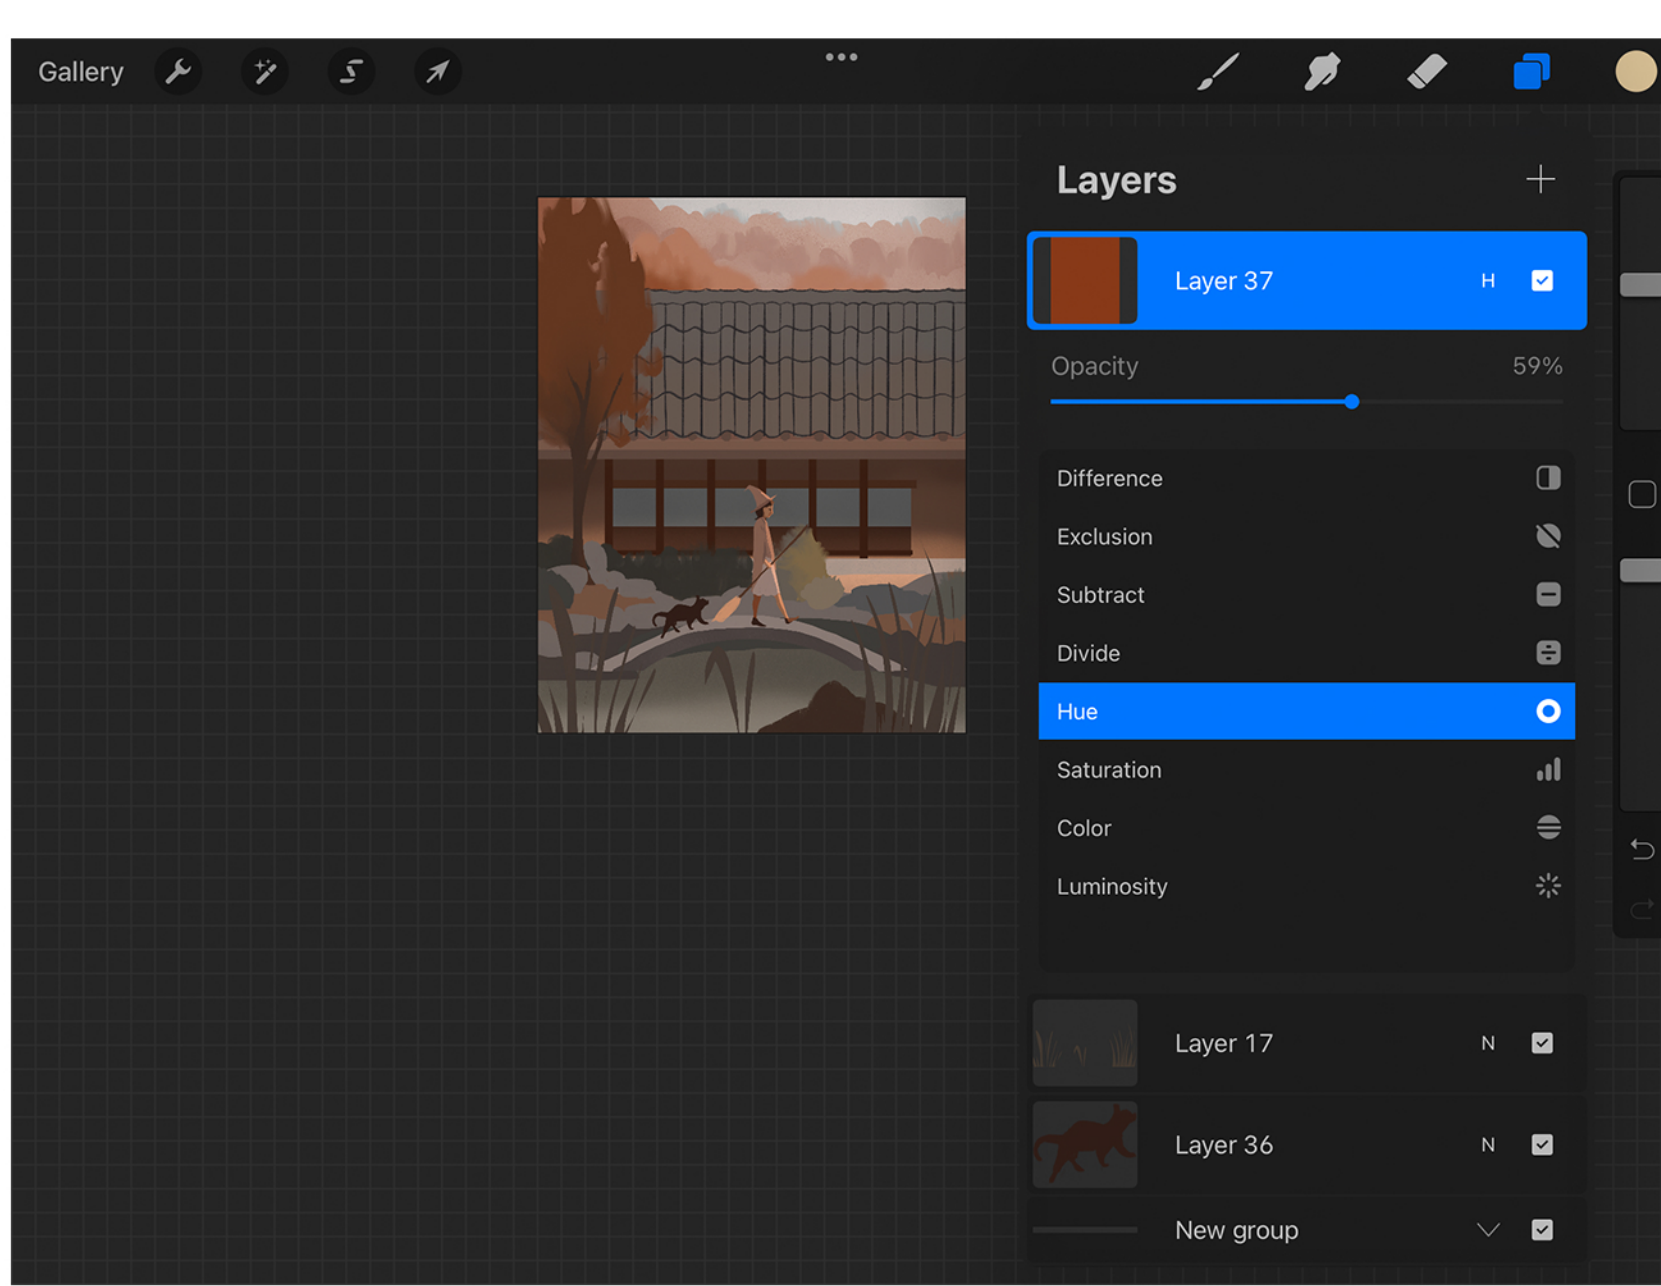 Gallery
Layers
Layer 37 H
Opacity 59%
Difference
Exclusion
Subtract
Divide
Hue
Saturation
Color
Luminosity
Layer 17 N
Layer 36 N
New group